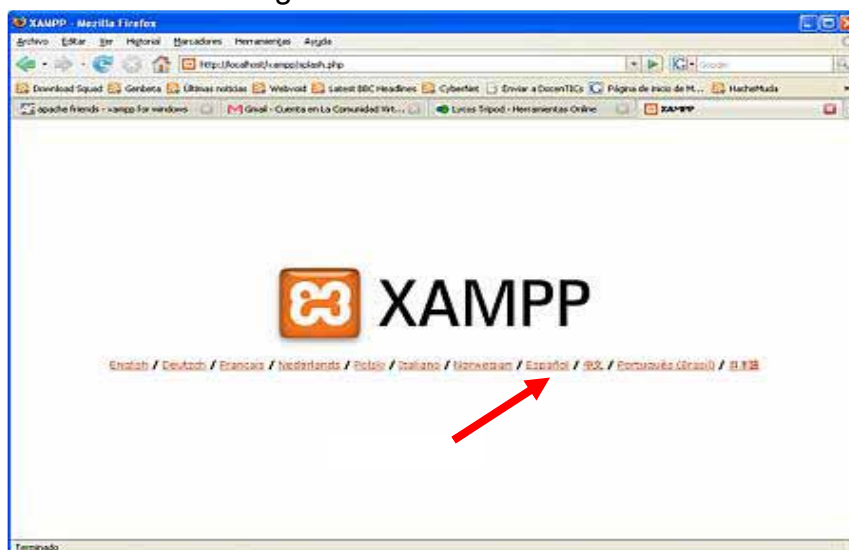 XAMPP - Mozilla Firefox
Archivo Editar Ver Historial Marcadores Herramientas Ayuda
http://localhost/xampp/splash.php
Download Squad Genbeta Últimas noticias Webvoid Latest BBC Headlines CyberNet Enviar a DocenTICs Página de inicio de M... HacheMuda
apache friends - xampp for windows Gmail - Cuenta en La Comunidad Virt... Lycos Tripod - Herramientas Online XAMPP
XAMPP
English / Deutsch / Francais / Nederlands / Polski / Italiano / Norwegian / Español / 中文 / Português (Brasil) / 日本語
Terminado